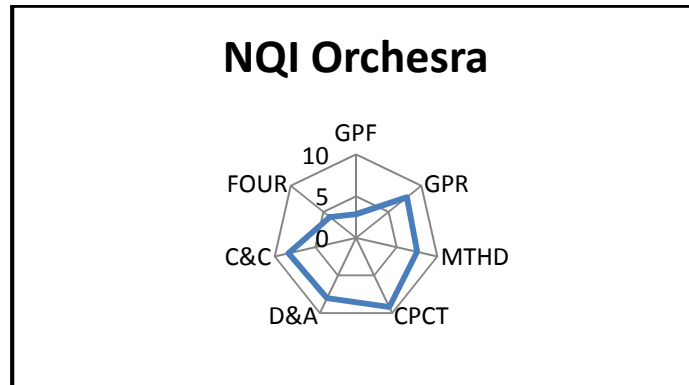 NQI Orchesra
GPF
10
GPR
FOUR
5
0
C&C
MTHD
D&A
CPCT